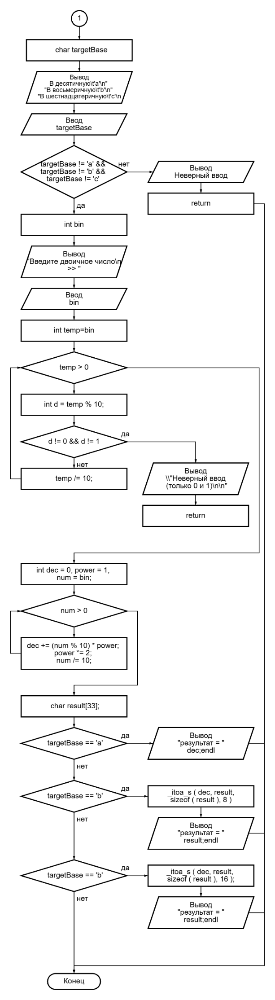 1
char targetBase
Вывод
В десятичную\t'a'\n"
"В восьмеричную\t'b'\n"
"В шестнадцатеричную\t'c'\n
Ввод
targetBase
targetBase != 'a' &&
targetBase != 'b' &&
targetBase != 'c'
нет
Вывод
Неверный ввод
return
да
int bin
Вывод
"Введите двоичное число\n
>> "
Ввод
bin
int temp=bin
temp > 0
int d = temp % 10;
d != 0 && d != 1
да
нет
temp /= 10;
Вывод
\\"Неверный ввод
(только 0 и 1)\n\n"
return
int dec = 0, power = 1,
num = bin;
num > 0
dec += (num % 10) * power;
power *= 2;
num /= 10;
char result[33];
targetBase == 'a'
да
Вывод
"результат = "
dec;endl
нет
targetBase == 'b'
да
_itoa_s ( dec, result,
sizeof ( result ), 8 )
нет
Вывод
"результат = "
result;endl
targetBase == 'b'
да
_itoa_s ( dec, result,
sizeof ( result ), 16 );
нет
Вывод
"результат = "
result;endl
Конец